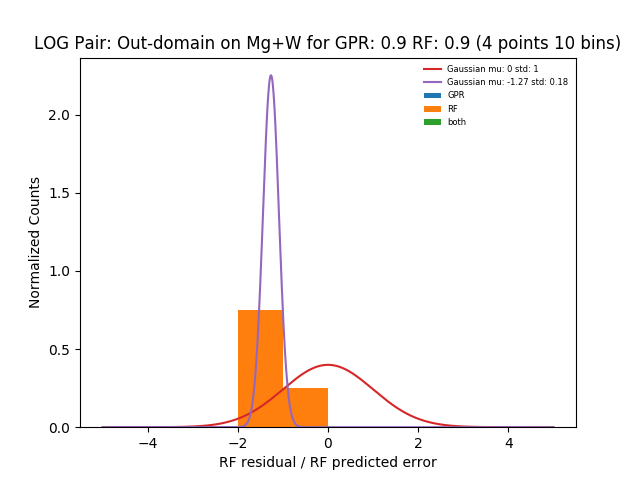 LOG Pair: Out-domain on Mg+W for GPR: 0.9 RF: 0.9 (4 points 10 bins)
Gaussian mu: 0 std: 1
Gaussian mu: -1.27 std: 0.18
GPR
RF
both
Normalized Counts
2.0
1.5
1.0
0.5
0.0
−4 −2 0 2 4
RF residual / RF predicted error